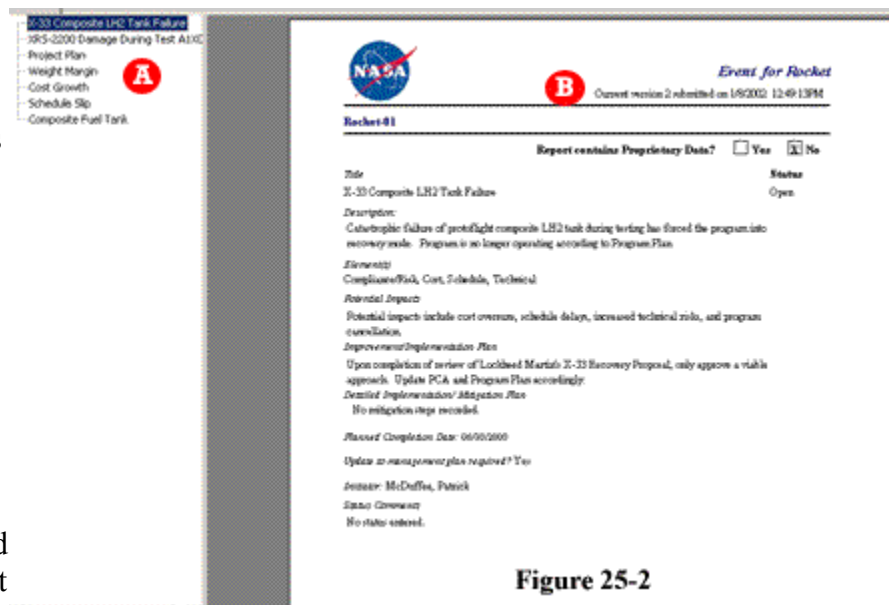 X-33 Composite LH2 Tank Failure
XRS-2200 Damage During Test A1XC
Project Plan
Weight Margin
Cost Growth
Schedule Slip
Composite Fuel Tank
A
NASA
B
Event for Rocket
Current version 2 submitted on 1/8/2002 12:49:13PM
Rocket-01
Report contains Proprietary Data? Yes X No
Title Status
X-33 Composite LH2 Tank Failure Open
Description:
Catastrophic failure of protoflight composite LH2 tank during testing has forced the program into
recovery mode. Program is no longer operating according to Program Plan.
Element(s)
Compliance/Risk, Cost, Schedule, Technical
Potential Impacts
Potential impacts include cost overruns, schedule delays, increased technical risks, and program
cancellation.
Improvement/Implementation Plan
Upon completion of review of Lockheed Martin's X-33 Recovery Proposal, only approve a viable
approach. Update PCA and Program Plan accordingly.
Detailed Implementation/ Mitigation Plan
No mitigation steps recorded.
Planned Completion Date:
Update to management plan required? Yes
McDuffee, Patrick
Status Comments
No status entered.
d
t
Figure 25-2